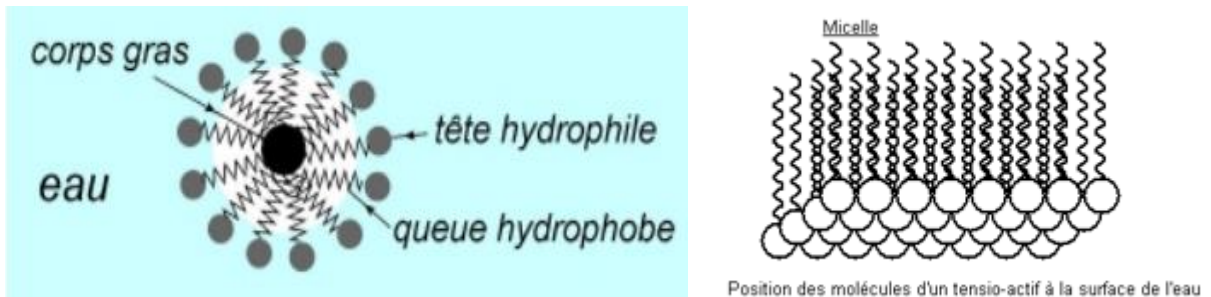 corps gras
tête hydrophile
eau
queue hydrophobe
Micelle
Position des molécules d'un tensio-actif à la surface de l'eau